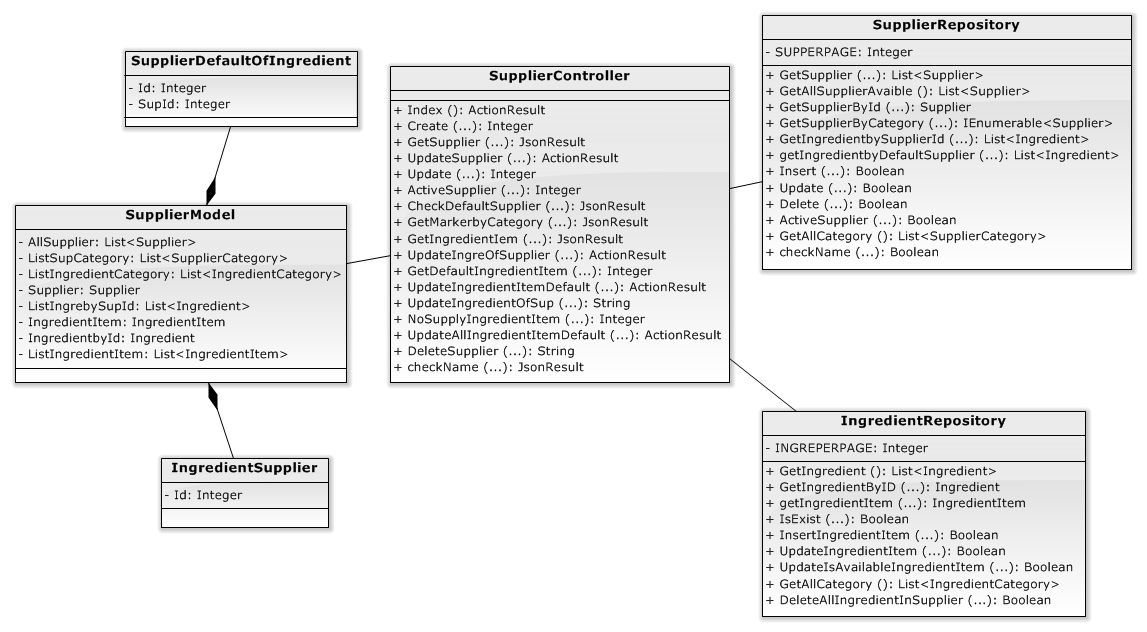 SupplierDefaultOfIngredient
- Id: Integer
- SupId: Integer
SupplierModel
- AllSupplier: List<Supplier>
- ListSupCategory: List<SupplierCategory>
- ListIngredientCategory: List<IngredientCategory>
- Supplier: Supplier
- ListIngrebySupId: List<Ingredient>
- IngredientItem: IngredientItem
- IngredientbyId: Ingredient
- ListIngredientItem: List<IngredientItem>
IngredientSupplier
- Id: Integer
SupplierController
+ Index (): ActionResult
+ Create (...): Integer
+ GetSupplier (...): JsonResult
+ UpdateSupplier (...): ActionResult
+ Update (...): Integer
+ ActiveSupplier (...): Integer
+ CheckDefaultSupplier (...): JsonResult
+ GetMarkerbyCategory (...): JsonResult
+ GetIngredientIem (...): JsonResult
+ UpdateIngreOfSupplier (...): ActionResult
+ GetDefaultIngredientItem (...): Integer
+ UpdateIngredientItemDefault (...): ActionResult
+ UpdateIngredientOfSup (...): String
+ NoSupplyIngredientItem (...): Integer
+ UpdateAllIngredientItemDefault (...): ActionResult
+ DeleteSupplier (...): String
+ checkName (...): JsonResult
SupplierRepository
- SUPPERPAGE: Integer
+ GetSupplier (...): List<Supplier>
+ GetAllSupplierAvaible (): List<Supplier>
+ GetSupplierById (...): Supplier
+ GetSupplierByCategory (...): IEnumerable<Supplier>
+ GetIngredientbySupplierId (...): List<Ingredient>
+ getIngredientbyDefaultSupplier (...): List<Ingredient>
+ Insert (...): Boolean
+ Update (...): Boolean
+ Delete (...): Boolean
+ ActiveSupplier (...): Boolean
+ GetAllCategory (): List<SupplierCategory>
+ checkName (...): Boolean
IngredientRepository
- INGREPERPAGE: Integer
+ GetIngredient (): List<Ingredient>
+ GetIngredientByID (...): Ingredient
+ getIngredientItem (...): IngredientItem
+ IsExist (...): Boolean
+ InsertIngredientItem (...): Boolean
+ UpdateIngredientItem (...): Boolean
+ UpdateIsAvailableIngredientItem (...): Boolean
+ GetAllCategory (): List<IngredientCategory>
+ DeleteAllIngredientInSupplier (...): Boolean